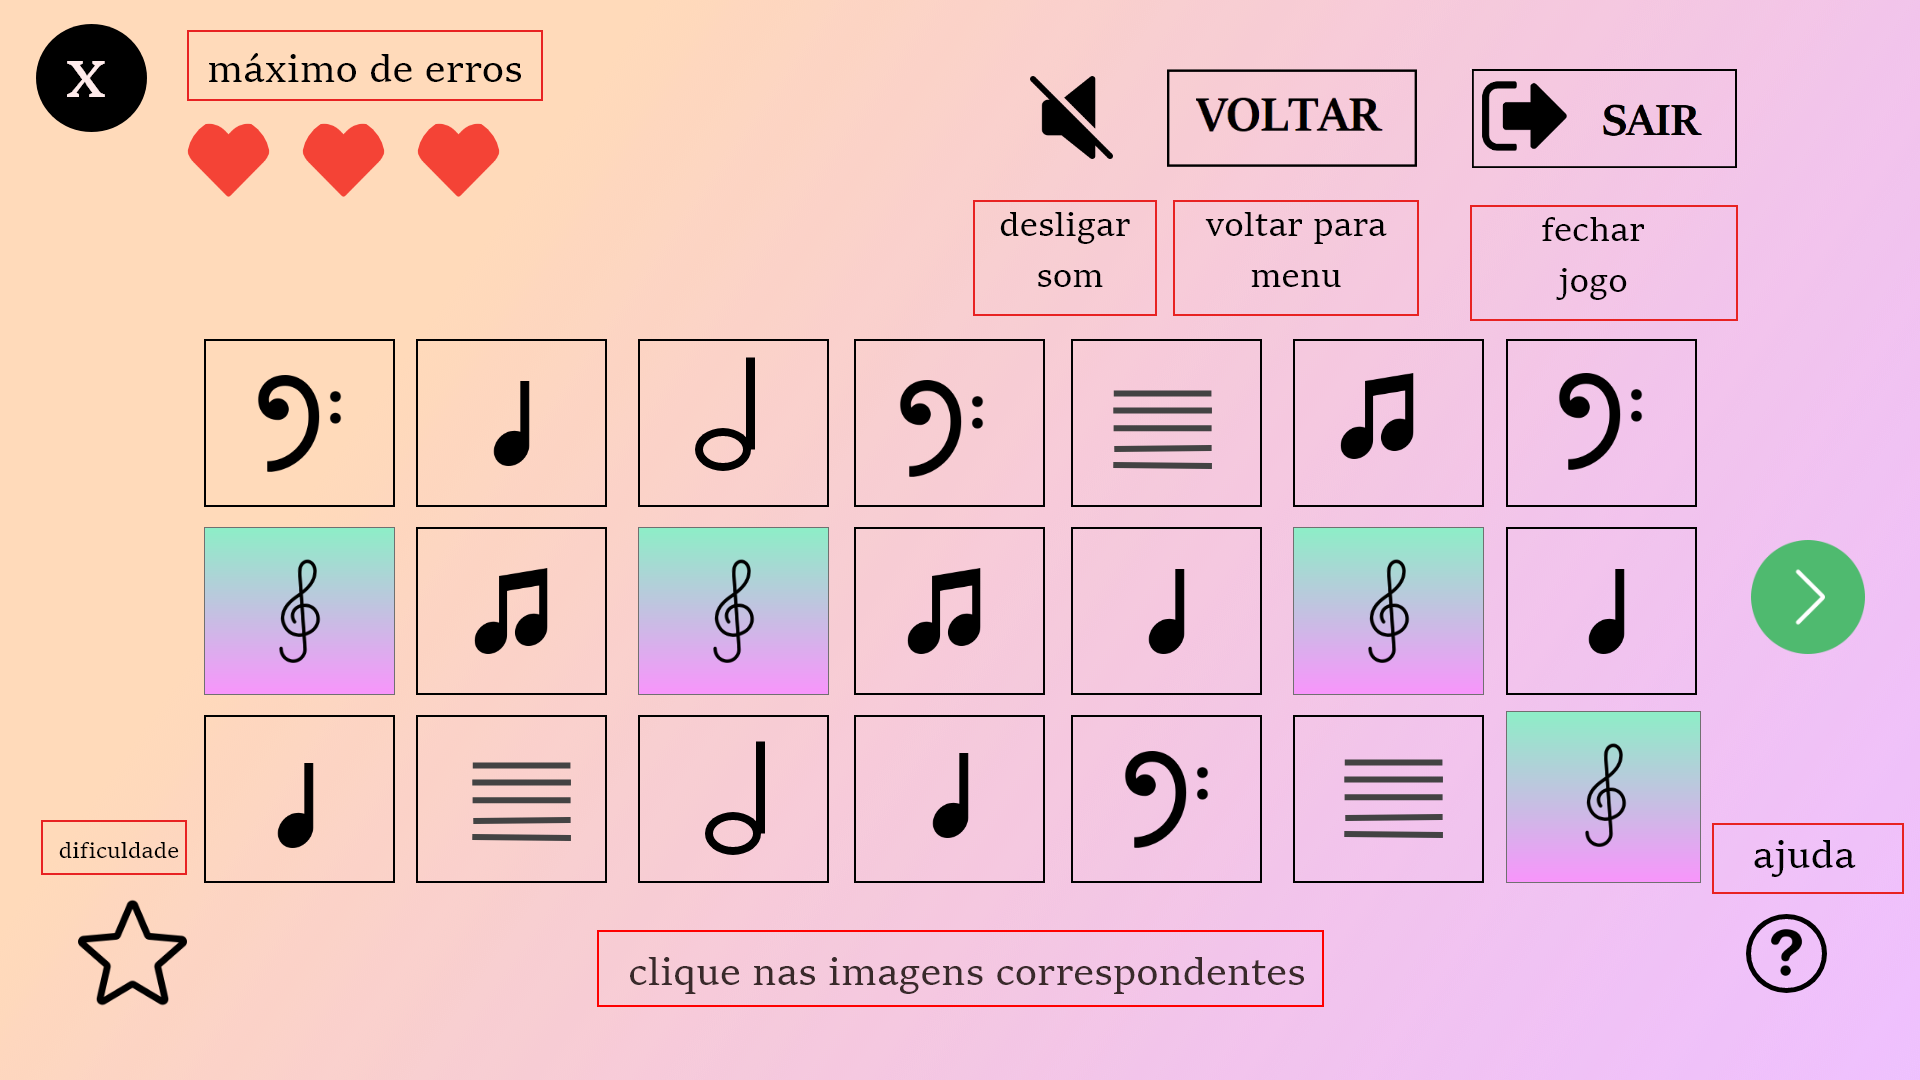 X
máximo de erros
VOLTAR
SAIR
desligar
som
voltar para
menu
fechar
jogo
dificuldade
ajuda
?
clique nas imagens correspondentes